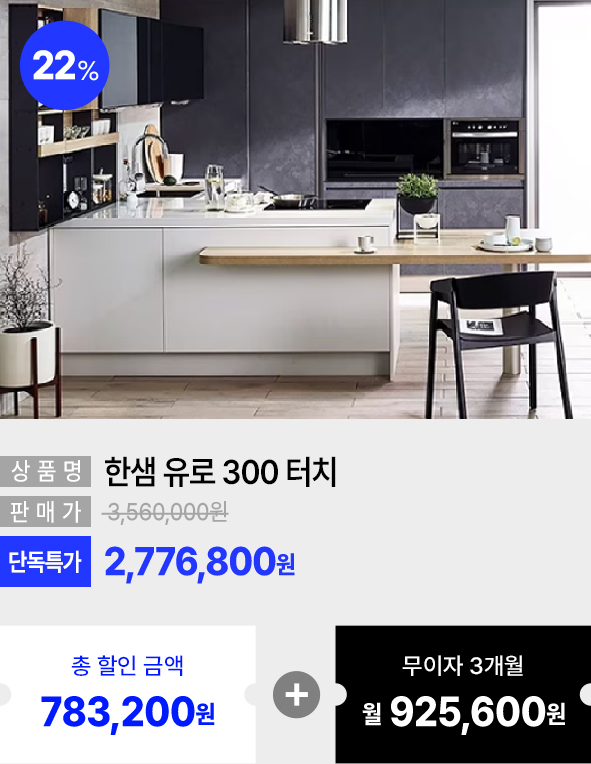 22%
상품명 한샘 유로 300 터치
판매가 3,560,000원
단독특가 2,776,800원
총 할인 금액
783,200원
+
무이자 3개월
월 925,600원